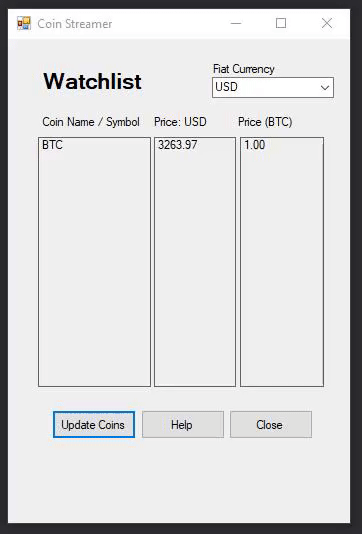 Coin Streamer
Watchlist
Fiat Currency
USD
Coin Name / Symbol Price: USD Price (BTC)
BTC 3263.97 1.00
Update Coins Help Close